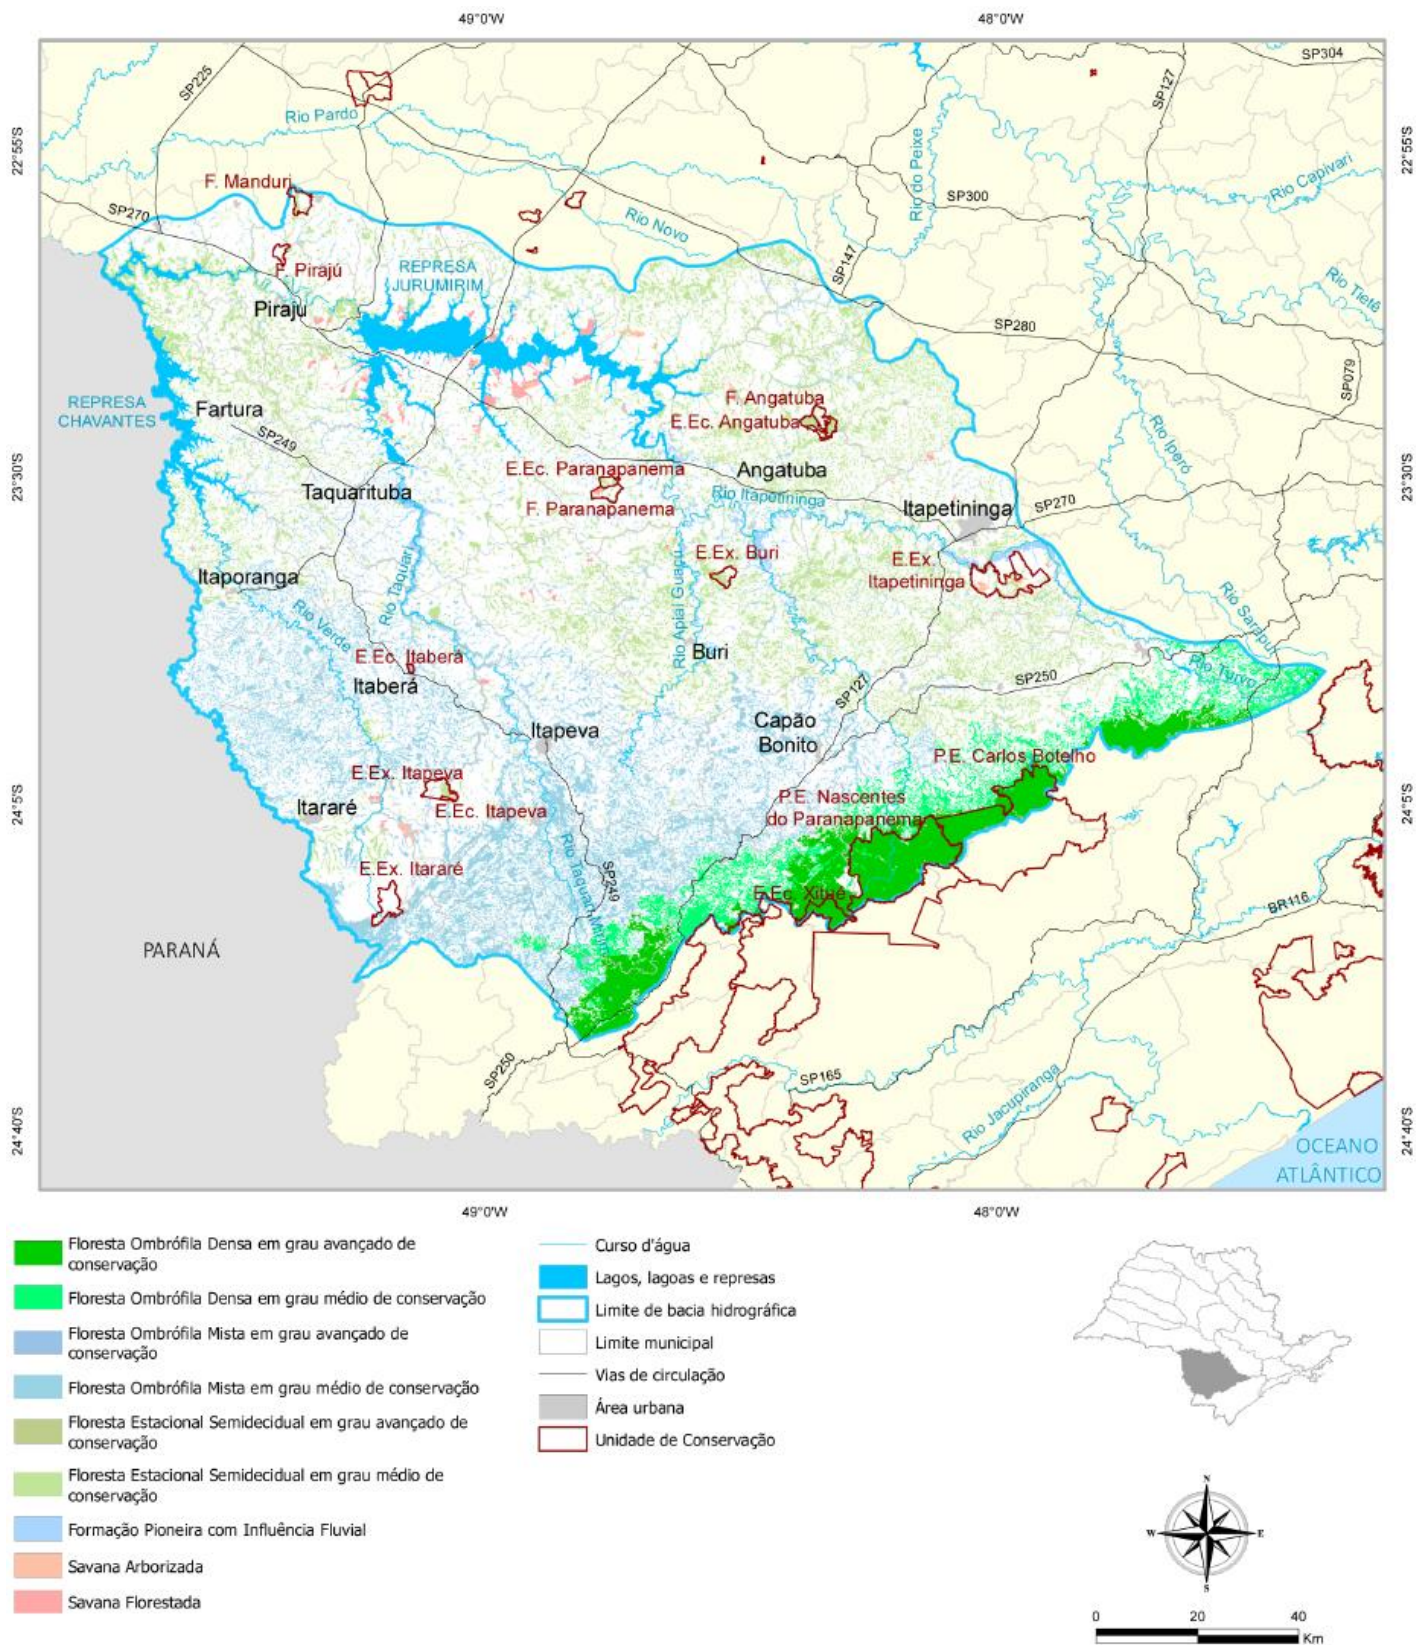 49°0'W
48°0'W
SP304
SP225
SP127
Rio Pardo
22°55'S
22°55'S
Rio do Peixe
Rio Capivari
F. Manduri
SP300
SP270
Rio Novo
SP147
REPRESA
JURUMIRIM
F. Pirajú
Rio Tietê
Piraju
SP280
SP079
REPRESA
CHAVANTES
Fartura
F. Angatuba
E.Ec. Angatuba
SP249
Rio Iperó
E.Ec. Paranapanema
Angatuba
23°30'S
23°30'S
Taquarituba
Rio Itapetininga
F. Paranapanema
Itapetininga
SP270
E.Ex. Buri
E.Ex.
Itapetininga
Itaporanga
Rio Taquari
Rio Apiaí Guaçu
Rio Verde
Rio Sarapuí
E.Ec. Itaberá
Buri
Rio Turvo
SP250
Itaberá
SP127
Itapeva
Capão
Bonito
P.E. Carlos Botelho
E.Ex. Itapeva
P.E. Nascentes
do Paranapanema
24°5'S
24°5'S
Itararé
E.Ec. Itapeva
E.Ex. Itararé
Rio Taquari Mirim
SP249
E.Ec. Xitué
BR116
PARANÁ
SP250
SP165
Rio Jacupiranga
24°40'S
24°40'S
OCEANO
ATLÂNTICO
49°0'W
48°0'W
Floresta Ombrófila Densa em grau avançado de
conservação
Floresta Ombrófila Densa em grau médio de conservação
Floresta Ombrófila Mista em grau avançado de
conservação
Floresta Ombrófila Mista em grau médio de conservação
Floresta Estacional Semidecidual em grau avançado de
conservação
Floresta Estacional Semidecidual em grau médio de
conservação
Formação Pioneira com Influência Fluvial
Savana Arborizada
Savana Florestada
Curso d'água
Lagos, lagoas e represas
Limite de bacia hidrográfica
Limite municipal
Vias de circulação
Área urbana
Unidade de Conservação
N
W
E
S
0 20 40
Km